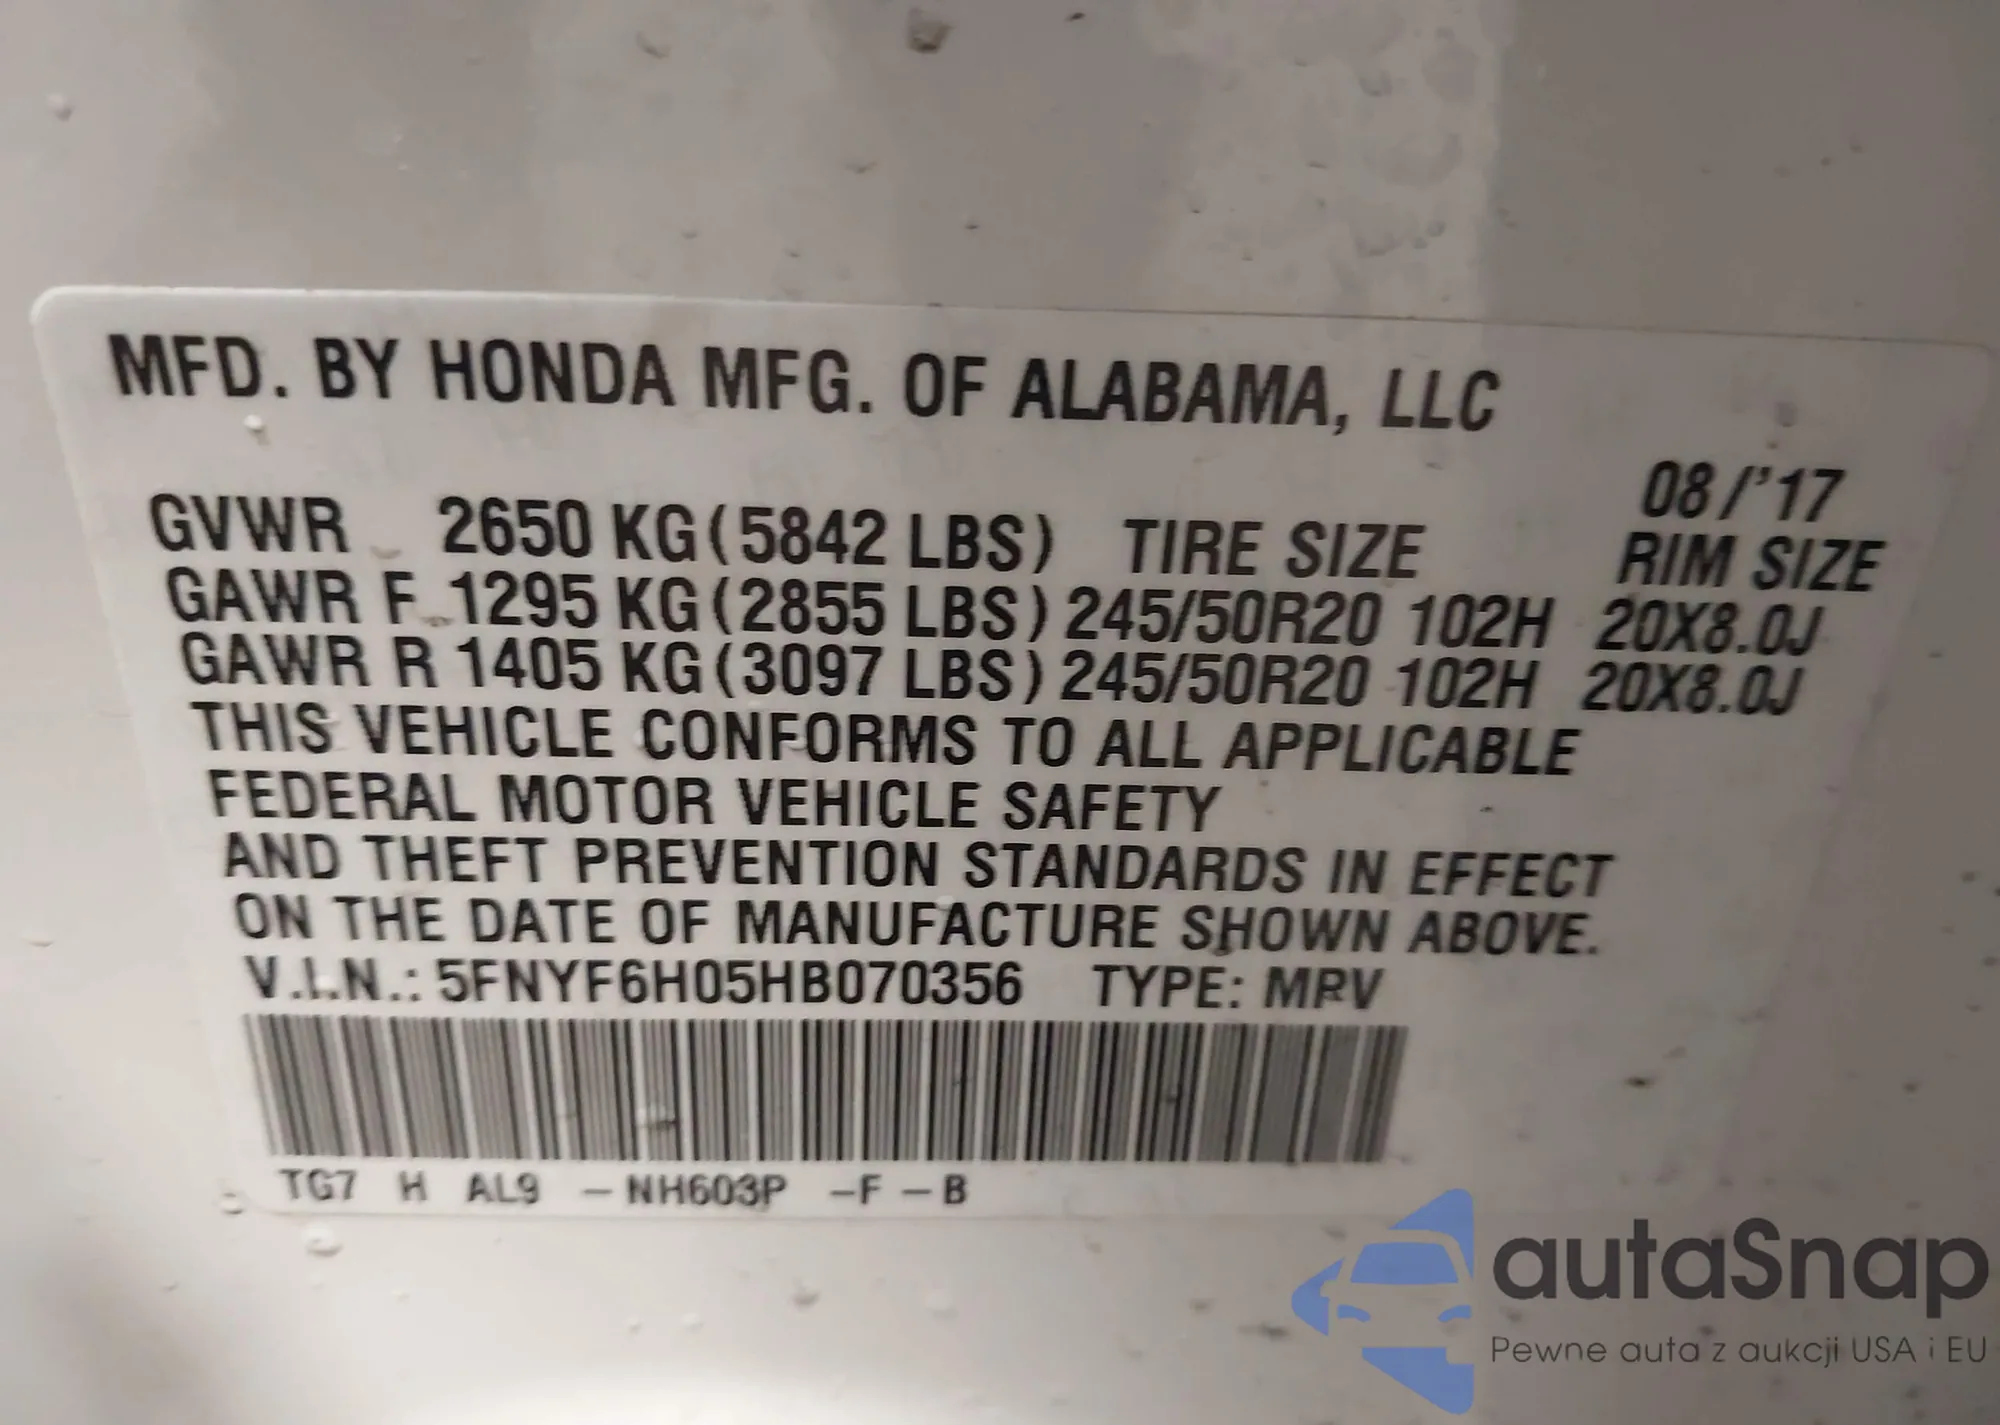 MFD. BY HONDA MFG. OF ALABAMA, LLC
08/'17
GVWR 2650 KG (5842 LBS) TIRE SIZE RIM SIZE
GAWR F 1295 KG (2855 LBS) 245/50R20 102H 20X8.0J
GAWR R 1405 KG (3097 LBS) 245/50R20 102H 20X8.0J
THIS VEHICLE CONFORMS TO ALL APPLICABLE
FEDERAL MOTOR VEHICLE SAFETY
AND THEFT PREVENTION STANDARDS IN EFFECT
ON THE DATE OF MANUFACTURE SHOWN ABOVE.
V.I.N.: 5FNYF6H05HB070356 TYPE: MPV
TG7 H AL9 – NH603P –F – B
autaSnap
Pewne auta z aukcji USA i EU